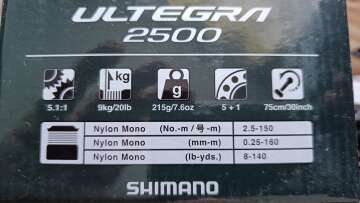 ULTEGRA
2500
kg
g
5.1:1 9kg/20lb 215g/7.6oz 5 + 1 75cm/30inch
Nylon Mono (No.-m / 号 -m) 2.5-150
Nylon Mono (mm-m) 0.25-160
Nylon Mono (lb-yds.) 8-140
SHIMANO